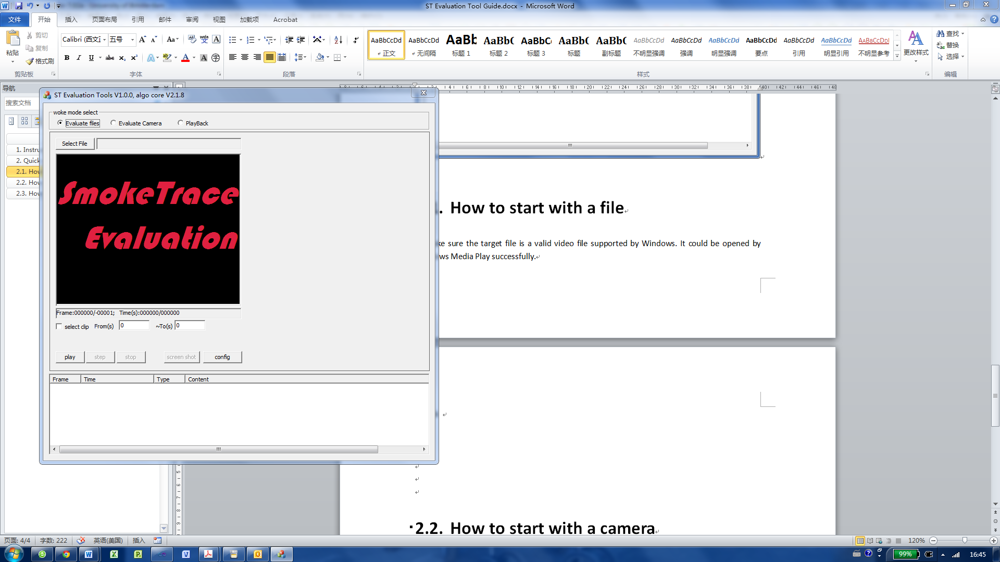 ST Evaluation Tool Guide.docx - Microsoft Word
文件 开始 插入 页面布局 引用 邮件 审阅 视图 加载项 Acrobat
粘贴 剪切
复制
格式刷
剪贴板
Calibri (西文正 五号
字体
段落
AaBbCcDd AaBbCcDd AaBb AaBbC AaBbC AaBbC AaBbC AaBbCcDd AaBbCcDd AaBbCcDd AaBbCcDd AaBbCcDd AaBbCcDd AaBbCcDd
正文 无间隔 标题 1 标题 2 标题 3 标题 副标题 不明显强调 强调 明显强调 要点 引用 明显引用 不明显参考
样式
更改样式
查找
替换
选择
编辑
导航
搜索文档
1. Instru
2. Quick
2.1. How
2.2. How
2.3. How
ST Evaluation Tools V1.0.0, algo core V2.1.8
woke mode select
Evaluate files Evaluate Camera PlayBack
Select File
SmokeTrace
Evaluation
Frame:000000/-00001; Time(s):000000/000000
select clip From(s) 0 ~To(s) 0
play step stop screen shot config
Frame Time Type Content
. How to start with a file
ke sure the target file is a valid video file supported by Windows. It could be opened by
ws Media Play successfully.
2.2. How to start with a camera
页面: 4/4 字数: 222 英语(美国) 插入 120%
99% 16:45